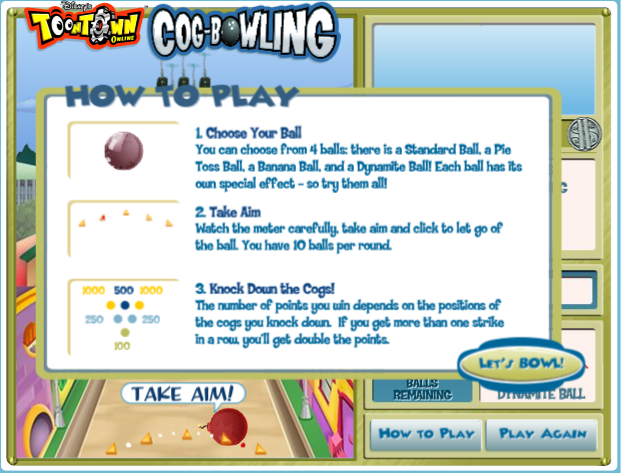 Disney's
TOONTOWN
ONLINE
COG-BOWLING
HOW TO PLAY
1. Choose Your Ball
You can choose from 4 balls: there is a Standard Ball, a Pie
Toss Ball, a Banana Ball, and a Dynamite Ball! Each ball has its
own special effect - so try them all!
2. Take Aim
Watch the meter carefully, take aim and click to let go of
the ball. You have 10 balls per round.
1000 500 1000
250 250
100
3. Knock Down the Cogs!
The number of points you win depends on the positions of
the cogs you knock down. If you get more than one strike
in a row, you'll get double the points.
LET'S BOWL!
BALLS
REMAINING
DYNAMITE BALL
TAKE AIM!
HOW TO PLAY
PLAY AGAIN